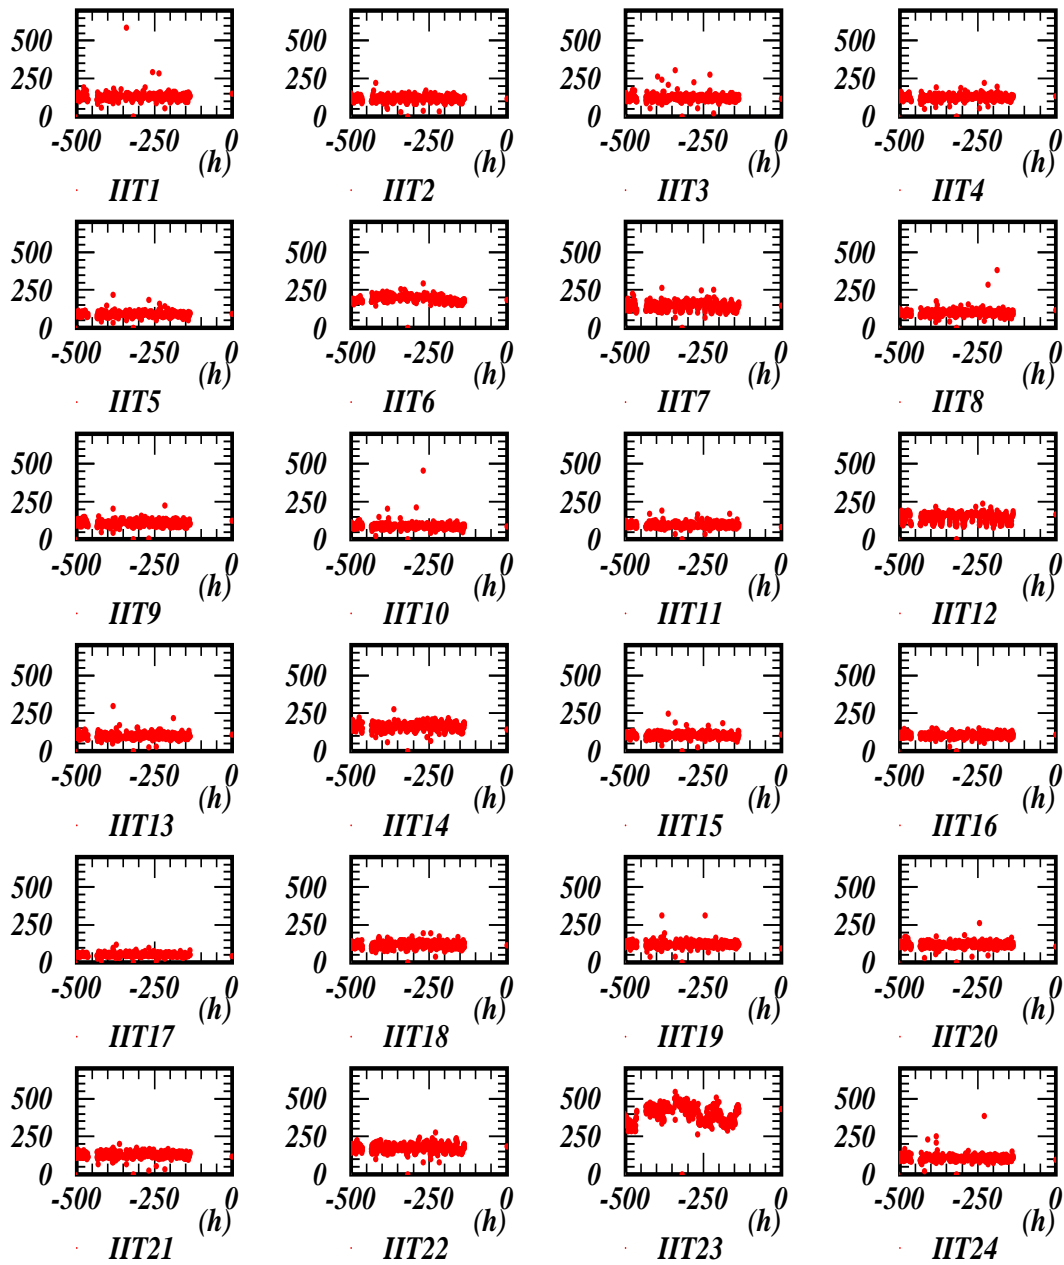 500 500 500 500
250 250 250 250
0 0 0 0
-500 -250 0 -500 -250 0 -500 -250 0 -500 -250 0
(h) (h) (h) (h)
IIT1 IIT2 IIT3 IIT4
500 500 500 500
250 250 250 250
0 0 0 0
-500 -250 0 -500 -250 0 -500 -250 0 -500 -250 0
(h) (h) (h) (h)
IIT5 IIT6 IIT7 IIT8
500 500 500 500
250 250 250 250
0 0 0 0
-500 -250 0 -500 -250 0 -500 -250 0 -500 -250 0
(h) (h) (h) (h)
IIT9 IIT10 IIT11 IIT12
500 500 500 500
250 250 250 250
0 0 0 0
-500 -250 0 -500 -250 0 -500 -250 0 -500 -250 0
(h) (h) (h) (h)
IIT13 IIT14 IIT15 IIT16
500 500 500 500
250 250 250 250
0 0 0 0
-500 -250 0 -500 -250 0 -500 -250 0 -500 -250 0
(h) (h) (h) (h)
IIT17 IIT18 IIT19 IIT20
500 500 500 500
250 250 250 250
0 0 0 0
-500 -250 0 -500 -250 0 -500 -250 0 -500 -250 0
(h) (h) (h) (h)
IIT21 IIT22 IIT23 IIT24